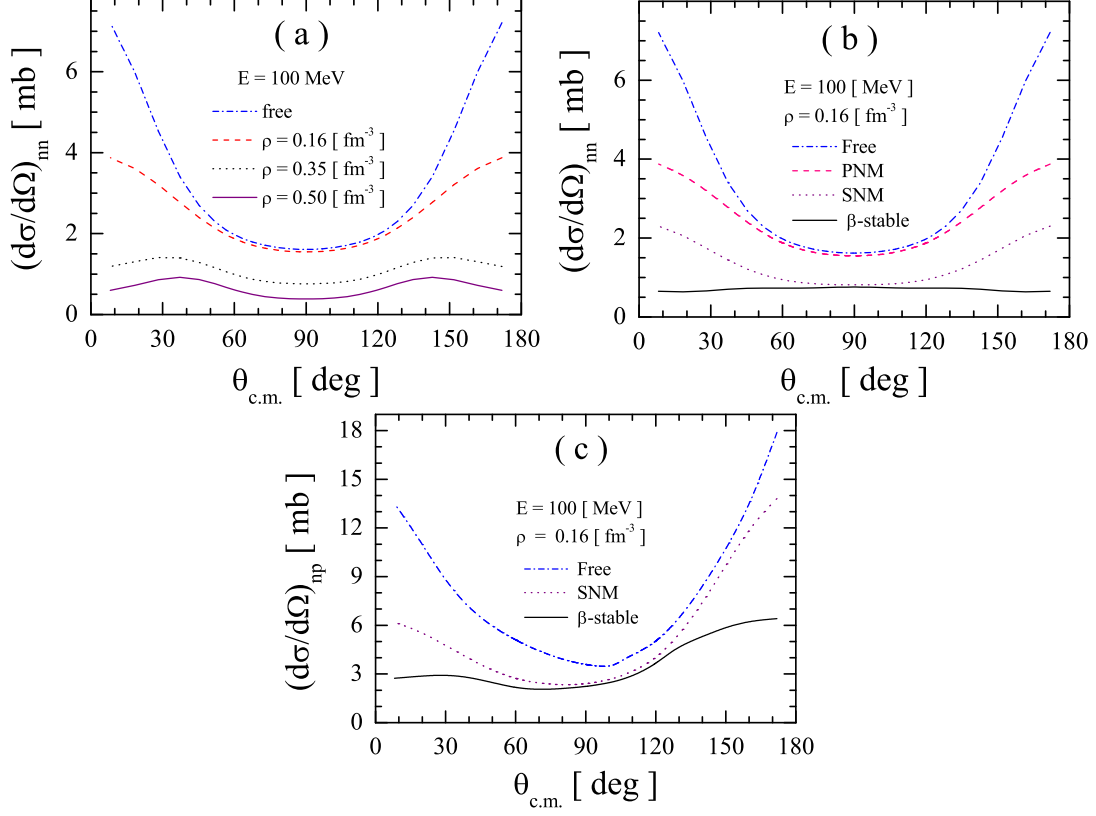 ( a )
E = 100 MeV
free
ρ = 0.16 [ fm⁻³ ]
ρ = 0.35 [ fm⁻³ ]
ρ = 0.50 [ fm⁻³ ]
(dσ/dΩ)nn [ mb ]
6
4
2
0
0 30 60 90 120 150 180
θc.m. [ deg ]
( b )
E = 100 [ MeV ]
ρ = 0.16 [ fm⁻³ ]
Free
PNM
SNM
β-stable
(dσ/dΩ)nn [ mb ]
6
4
2
0
0 30 60 90 120 150 180
θc.m. [ deg ]
( c )
E = 100 [ MeV ]
ρ = 0.16 [ fm⁻³ ]
Free
SNM
β-stable
(dσ/dΩ)np [ mb ]
18
15
12
9
6
3
0
0 30 60 90 120 150 180
θc.m. [ deg ]